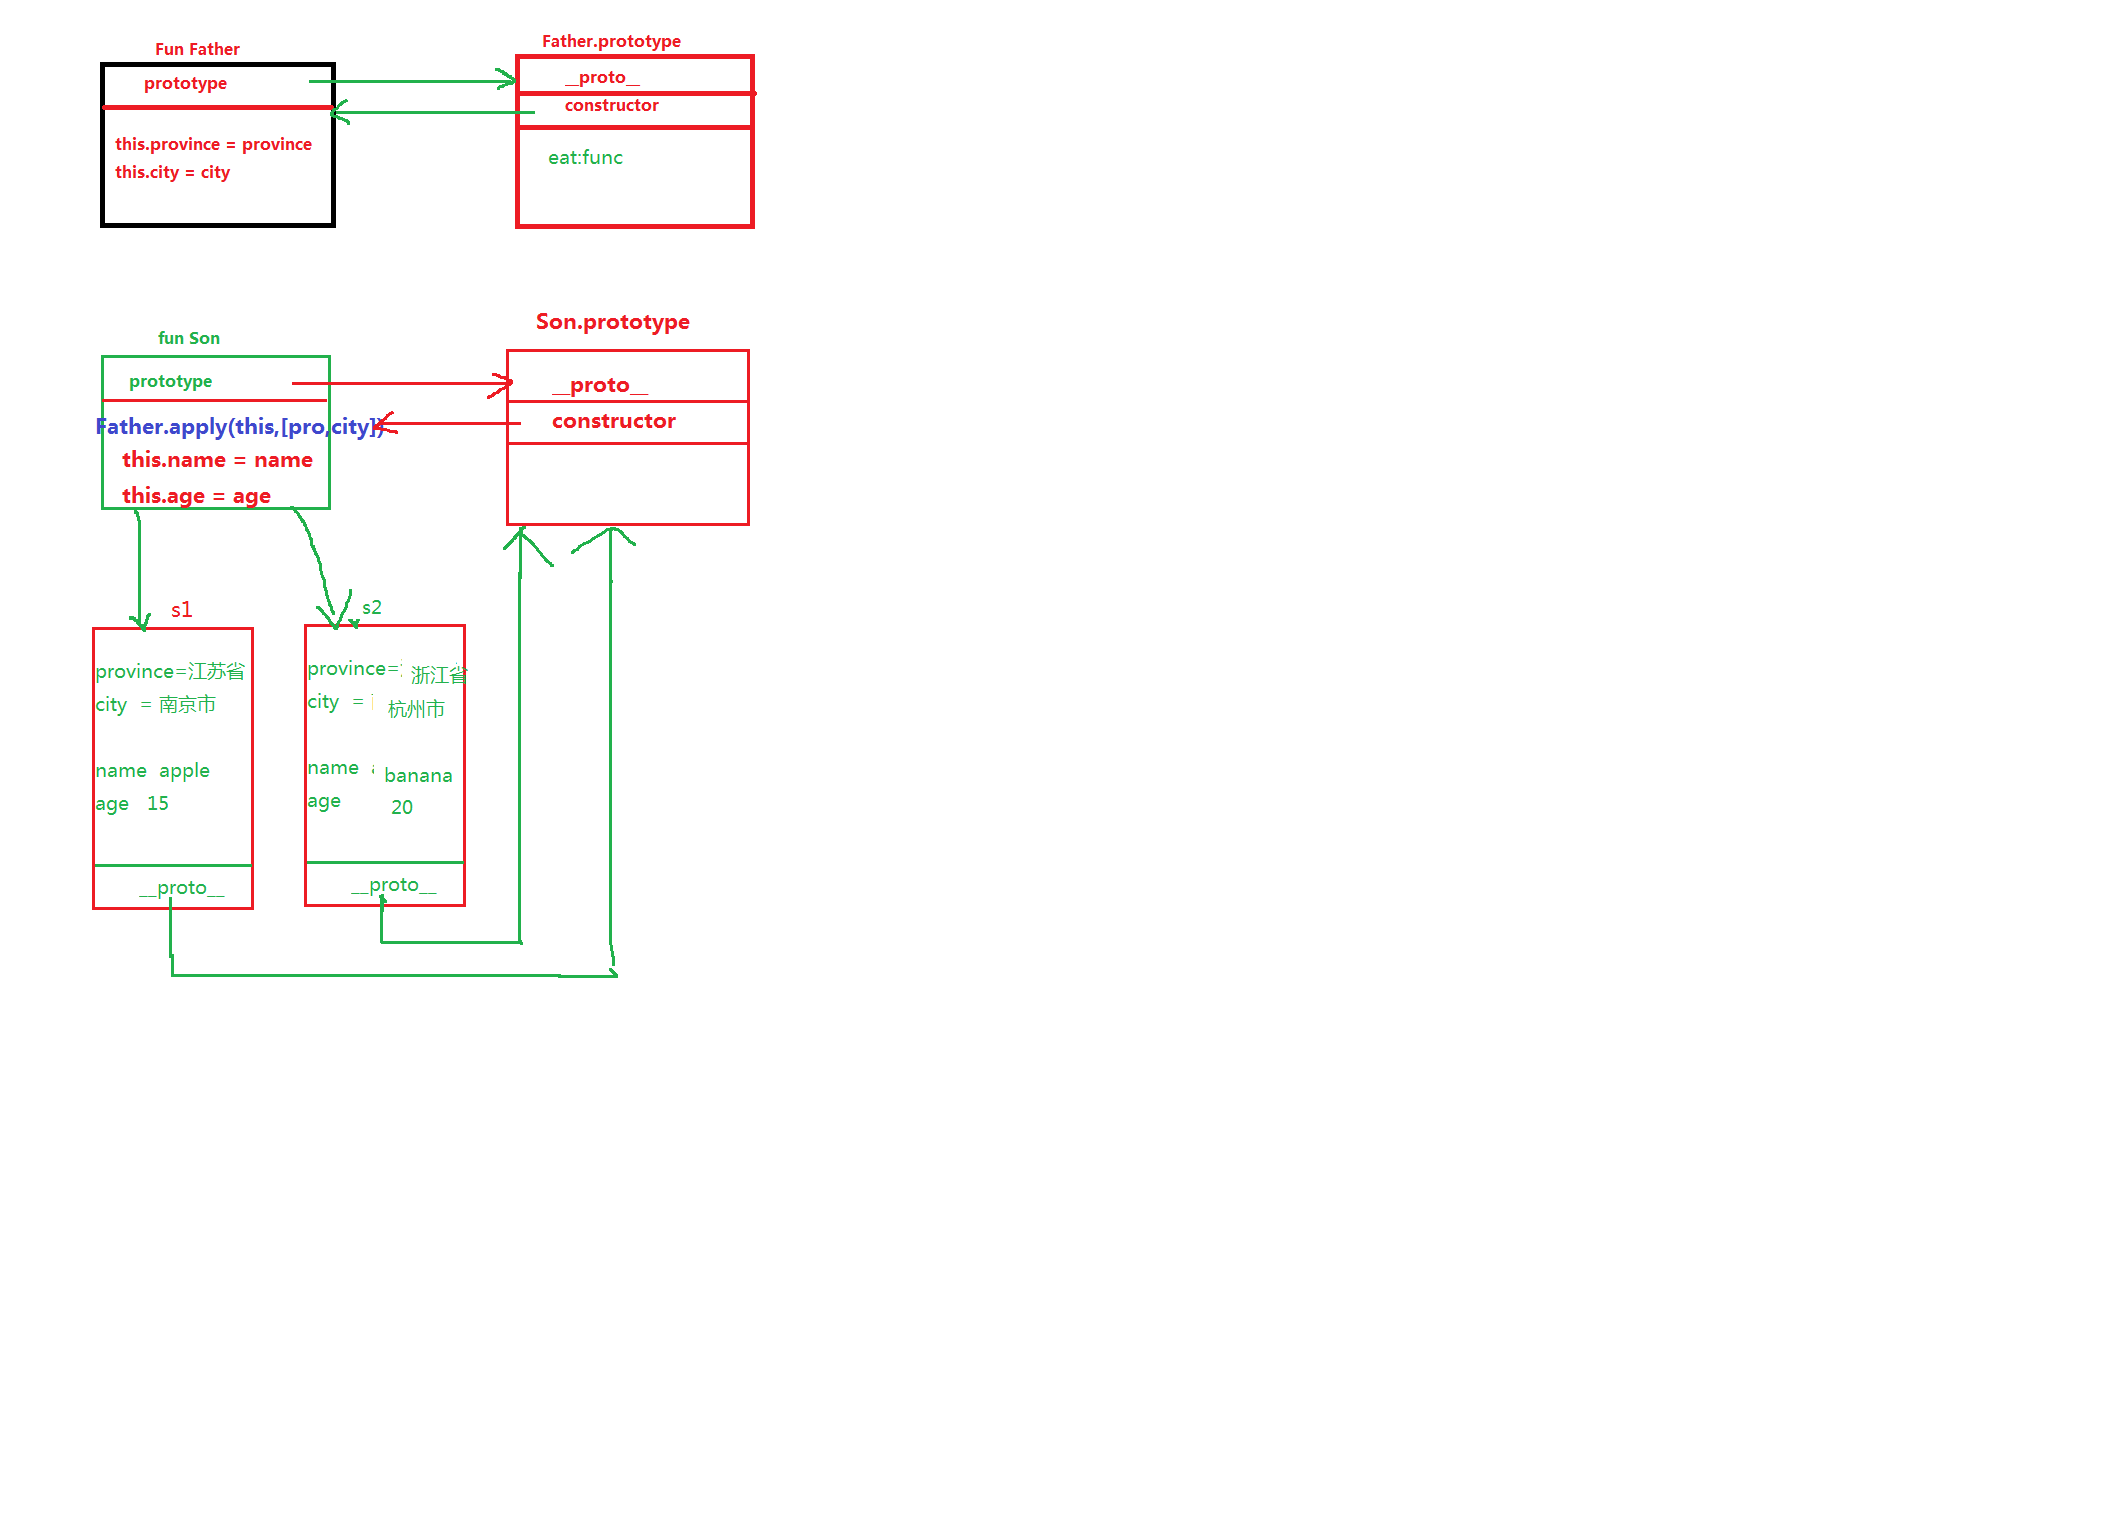 Fun Father
prototype
this.province = province
this.city = city
Father.prototype
__proto__
constructor
eat:func
fun Son
prototype
Father.apply(this,[pro,city])
this.name = name
this.age = age
Son.prototype
__proto__
constructor
s1
province=江苏省
city = 南京市
name apple
age 15
__proto__
s2
province= 浙江省
city = 杭州市
name banana
age 20
__proto__